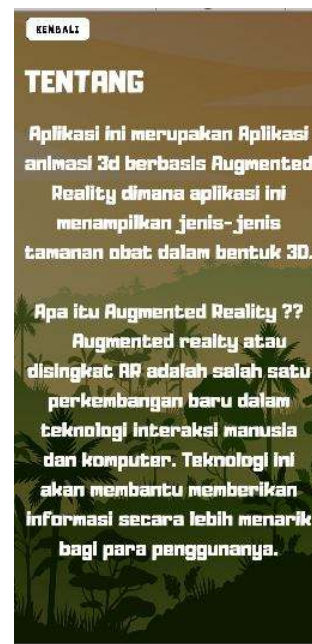 KEMBALI
TENTANG
Aplikasi ini merupakan Aplikasi
animasi 3d berbasis Augmented
Reality dimana aplikasi ini
menampilkan jenis-jenis
tamanan obat dalam bentuk 3D.
Apa itu Augmented Reality ??
Augmented realty atau
disingkat AR adalah salah satu
perkembangan baru dalam
teknologi interaksi manusia
dan komputer. Teknologi ini
akan membantu memberikan
informasi secara lebih menarik
bagi para penggunanya.